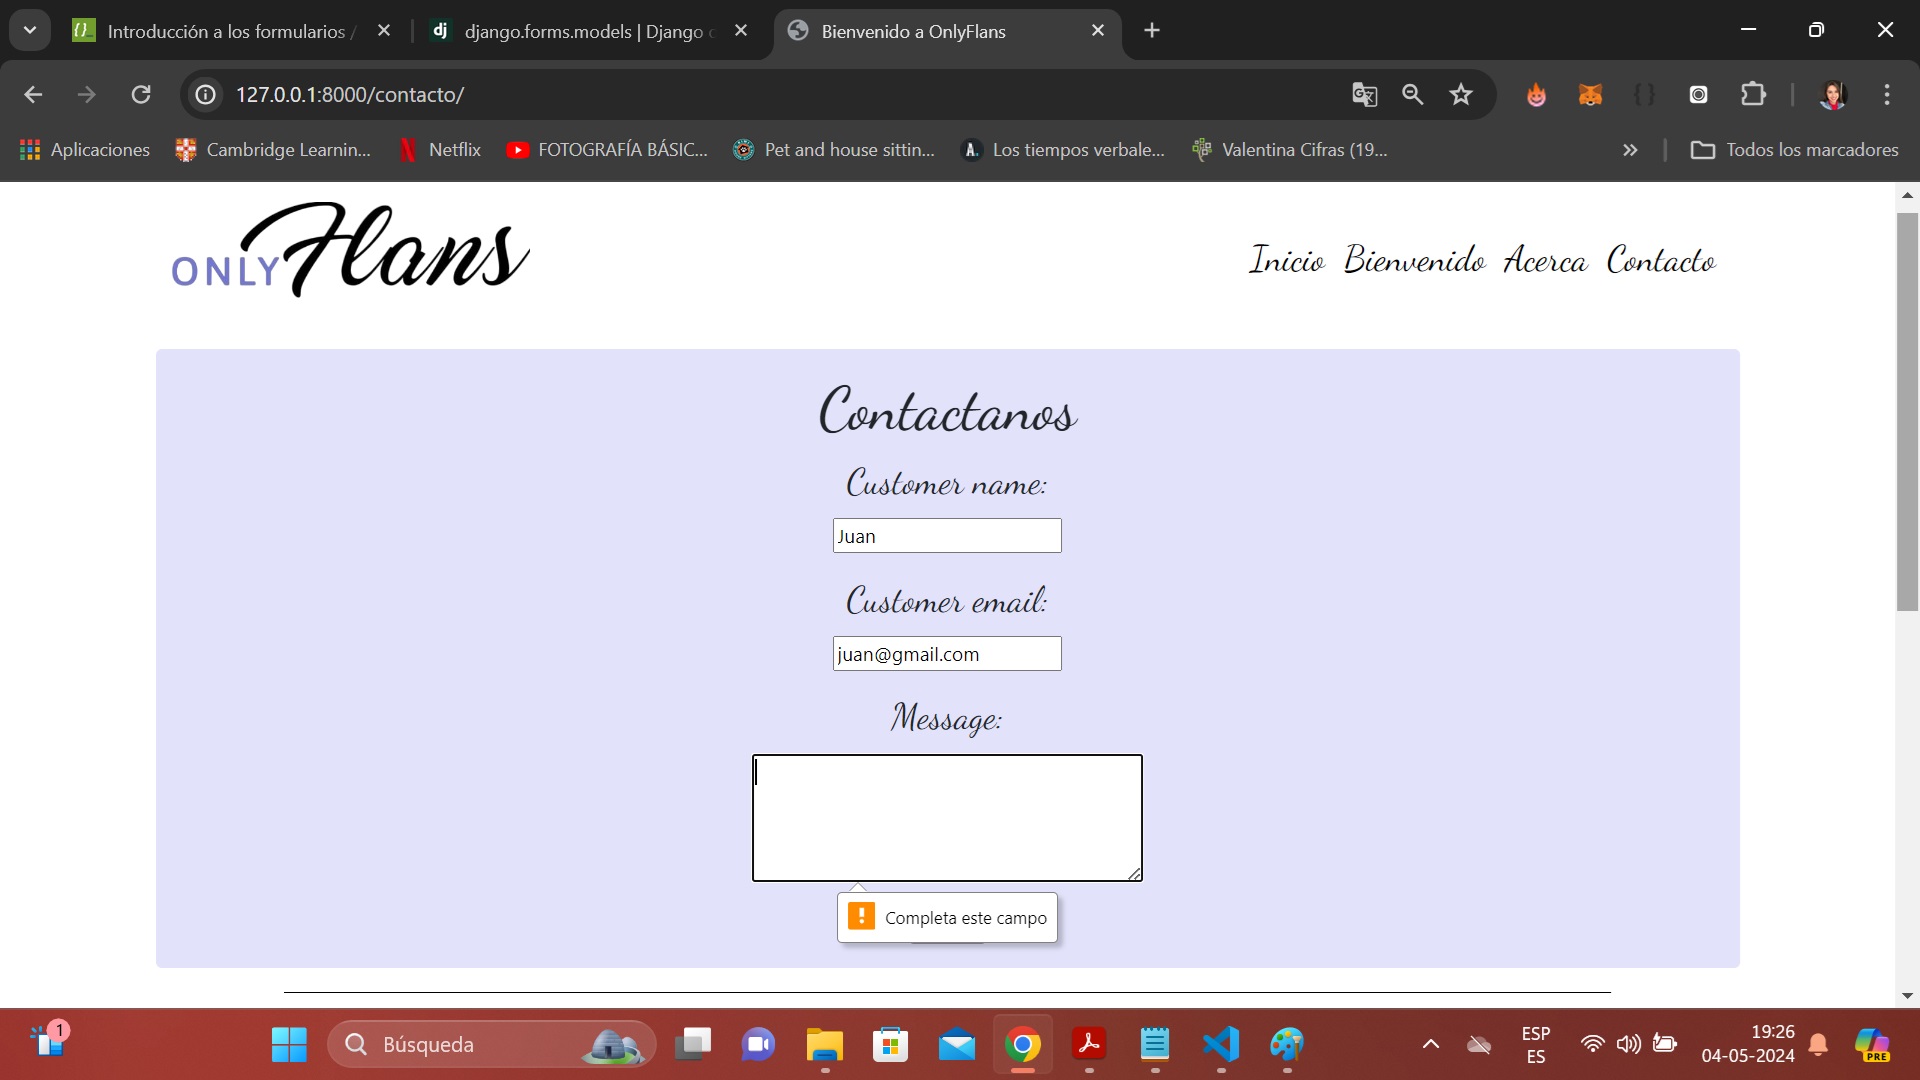 Introducción a los formularios /
django.forms.models | Django
Bienvenido a OnlyFlans
127.0.0.1:8000/contacto/
Aplicaciones
Cambridge Learnin...
Netflix
FOTOGRAFÍA BÁSIC...
Pet and house sittin...
Los tiempos verbale...
Valentina Cifras (19...
Todos los marcadores
ONLY Flans
Inicio Bienvenido Acerca Contacto
Contactanos
Customer name:
Juan
Customer email:
juan@gmail.com
Message:
Completa este campo
1
Búsqueda
ESP
ES
19:26
04-05-2024
PRE